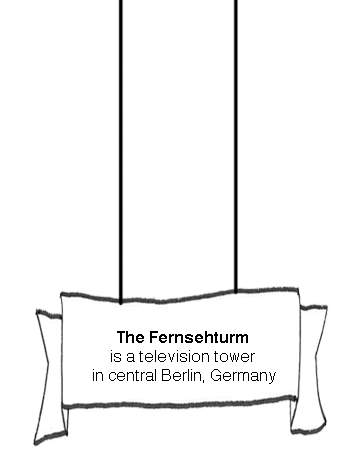 The Fernsehturm
is a television tower
in central Berlin, Germany